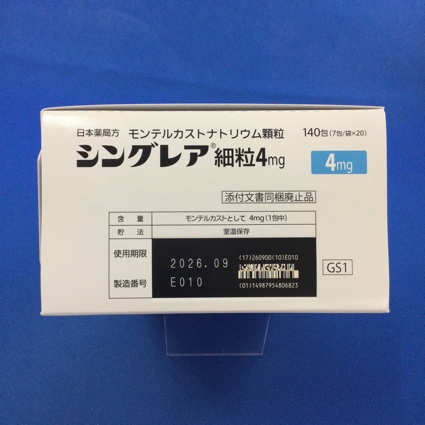 日本薬局方 モンテルカストナトリウム顆粒 140包(7包/袋×20)
シングレア®細粒4mg
4mg
添付文書同梱廃止品
含 量 モンテルカストとして 4mg(1包中)
貯 法 室温保存
使用期限 2026.09
(17)260900(10)E010
製造番号 E010
(01)14987954806823
GS1